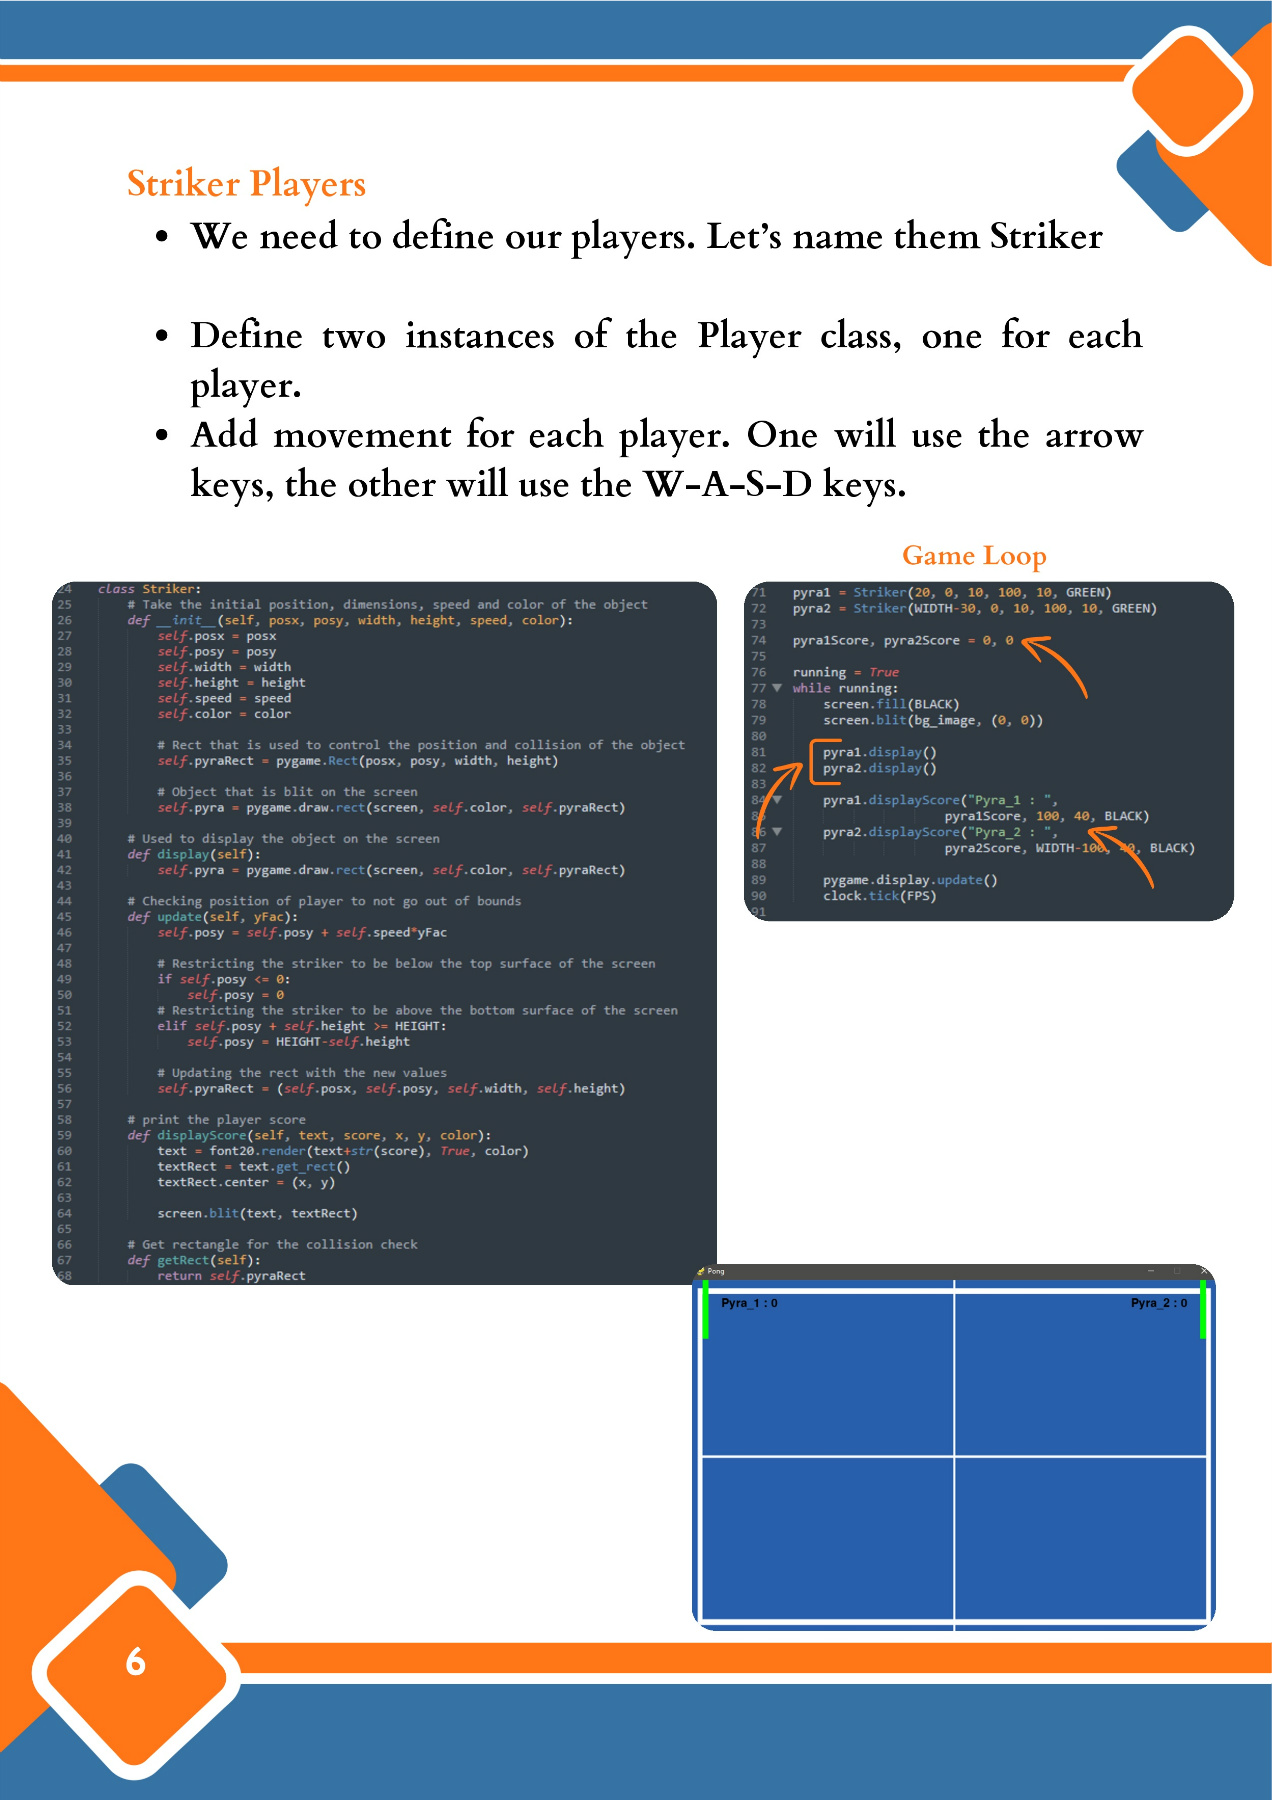 Striker Players
• We need to define our players. Let's name them Striker
• Define two instances of the Player class, one for each
player.
• Add movement for each player. One will use the arrow
keys, the other will use the W-A-S-D keys.
24 class Striker:
25 # Take the initial position, dimensions, speed and color of the object
26 def __init__(self, posx, posy, width, height, speed, color):
27 self.posx = posx
28 self.posy = posy
29 self.width = width
30 self.height = height
31 self.speed = speed
32 self.color = color
33
34 # Rect that is used to control the position and collision of the object
35 self.pyraRect = pygame.Rect(posx, posy, width, height)
36
37 # Object that is blit on the screen
38 self.pyra = pygame.draw.rect(screen, self.color, self.pyraRect)
39
40 # Used to display the object on the screen
41 def display(self):
42 self.pyra = pygame.draw.rect(screen, self.color, self.pyraRect)
43
44 # Checking position of player to not go out of bounds
45 def update(self, yFac):
46 self.posy = self.posy + self.speed*yFac
47
48 # Restricting the striker to be below the top surface of the screen
49 if self.posy <= 0:
50 self.posy = 0
51 # Restricting the striker to be above the bottom surface of the screen
52 elif self.posy + self.height >= HEIGHT:
53 self.posy = HEIGHT-self.height
54
55 # Updating the rect with the new values
56 self.pyraRect = (self.posx, self.posy, self.width, self.height)
57
58 # print the player score
59 def displayScore(self, text, score, x, y, color):
60 text = font20.render(text+str(score), True, color)
61 textRect = text.get_rect()
62 textRect.center = (x, y)
63
64 screen.blit(text, textRect)
65
66 # Get rectangle for the collision check
67 def getRect(self):
68 return self.pyraRect
Game Loop
71 pyra1 = Striker(20, 0, 10, 100, 10, GREEN)
72 pyra2 = Striker(WIDTH-30, 0, 10, 100, 10, GREEN)
73
74 pyra1Score, pyra2Score = 0, 0
75
76 running = True
77 while running:
78 screen.fill(BLACK)
79 screen.blit(bg_image, (0, 0))
80
81 pyra1.display()
82 pyra2.display()
83
84 pyra1.displayScore("Pyra_1 : ",
85 pyra1Score, 100, 40, BLACK)
86 pyra2.displayScore("Pyra_2 : ",
87 pyra2Score, WIDTH-100, 40, BLACK)
88
89 pygame.display.update()
90 clock.tick(FPS)
91
Pong
Pyra_1 : 0 Pyra_2 : 0
6